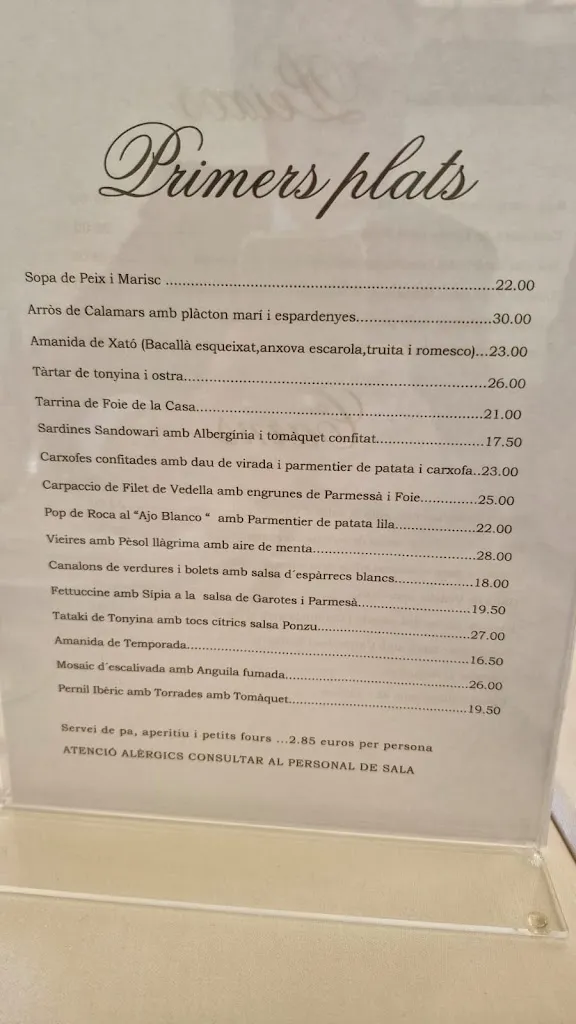 Primers plats
Sopa de Peix i Marisc ........................................................................22.00
Arròs de Calamars amb plàcton marí i espardenyes..............................30.00
Amanida de Xató (Bacallà esqueixat,anxova escarola,truita i romesco)...23.00
Tàrtar de tonyina i ostra.....................................................................26.00
Tarrina de Foie de la Casa..................................................................21.00
Sardines Sandowari amb Albergínia i tomàquet confitat........................17.50
Carxofes confitades amb dau de virada i parmentier de patata i carxofa..23.00
Carpaccio de Filet de Vedella amb engrunes de Parmessà i Foie..............25.00
Pop de Roca al "Ajo Blanco " amb Parmentier de patata lila...................22.00
Vieires amb Pèsol llàgrima amb aire de menta.......................................28.00
Canalons de verdures i bolets amb salsa d´espàrrecs blancs...................18.00
Fettuccine amb Sípia a la salsa de Garotes i Parmesà...........................19.50
Tataki de Tonyina amb tocs cítrics salsa Ponzu.....................................27.00
Amanida de Temporada.......................................................................16.50
Mosaic d´escalivada amb Anguila fumada.............................................26.00
Pernil Ibèric amb Torrades amb Tomàquet............................................19.50
Servei de pa, aperitiu i petits fours ...2.85 euros per persona
ATENCIÓ ALÈRGICS CONSULTAR AL PERSONAL DE SALA